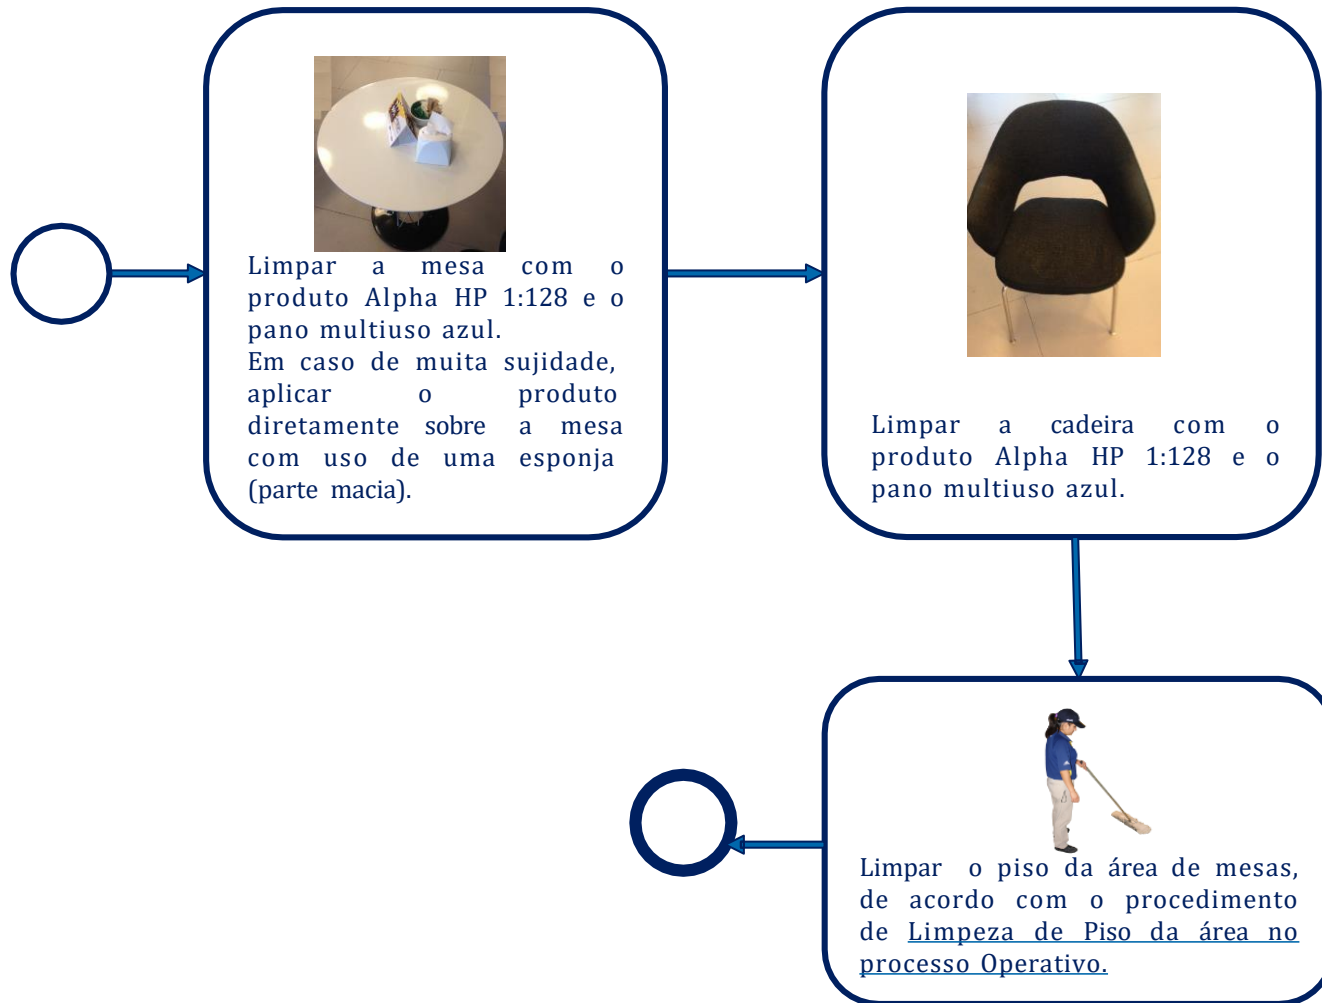 Limpar a mesa com o
produto Alpha HP 1:128 e o
pano multiuso azul.
Em caso de muita sujidade,
aplicar o produto
diretamente sobre a mesa
com uso de uma esponja
(parte macia).
Limpar a cadeira com o
produto Alpha HP 1:128 e o
pano multiuso azul.
Limpar o piso da área de mesas,
de acordo com o procedimento
de Limpeza de Piso da área no
processo Operativo.